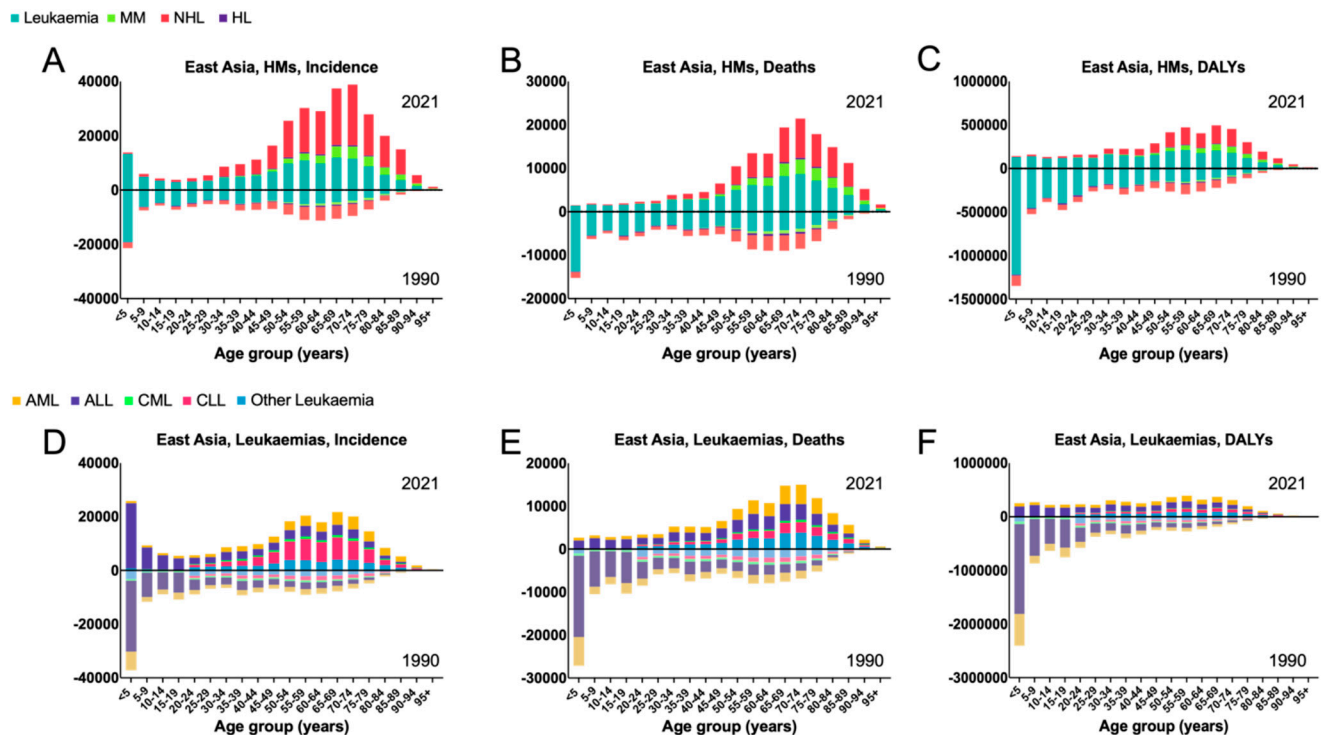 Leukaemia MM NHL HL
A
East Asia, HMs, Incidence
40000
20000
0
-20000
-40000
2021
1990
<5 5-9 10-14 15-19 20-24 25-29 30-34 35-39 40-44 45-49 50-54 55-59 60-64 65-69 70-74 75-79 80-84 85-89 90-94 95+
Age group (years)
B
East Asia, HMs, Deaths
30000
20000
10000
0
-10000
-20000
2021
1990
<5 5-9 10-14 15-19 20-24 25-29 30-34 35-39 40-44 45-49 50-54 55-59 60-64 65-69 70-74 75-79 80-84 85-89 90-94 95+
Age group (years)
C
East Asia, HMs, DALYs
1000000
500000
0
-500000
-1000000
-1500000
2021
1990
<5 5-9 10-14 15-19 20-24 25-29 30-34 35-39 40-44 45-49 50-54 55-59 60-64 65-69 70-74 75-79 80-84 85-89 90-94 95+
Age group (years)
AML ALL CML CLL Other Leukaemia
D
East Asia, Leukaemias, Incidence
40000
20000
0
-20000
-40000
2021
1990
<5 5-9 10-14 15-19 20-24 25-29 30-34 35-39 40-44 45-49 50-54 55-59 60-64 65-69 70-74 75-79 80-84 85-89 90-94 95+
Age group (years)
E
East Asia, Leukaemias, Deaths
20000
10000
0
-10000
-20000
-30000
2021
1990
<5 5-9 10-14 15-19 20-24 25-29 30-34 35-39 40-44 45-49 50-54 55-59 60-64 65-69 70-74 75-79 80-84 85-89 90-94 95+
Age group (years)
F
East Asia, Leukaemias, DALYs
1000000
0
-1000000
-2000000
-3000000
2021
1990
<5 5-9 10-14 15-19 20-24 25-29 30-34 35-39 40-44 45-49 50-54 55-59 60-64 65-69 70-74 75-79 80-84 85-89 90-94 95+
Age group (years)